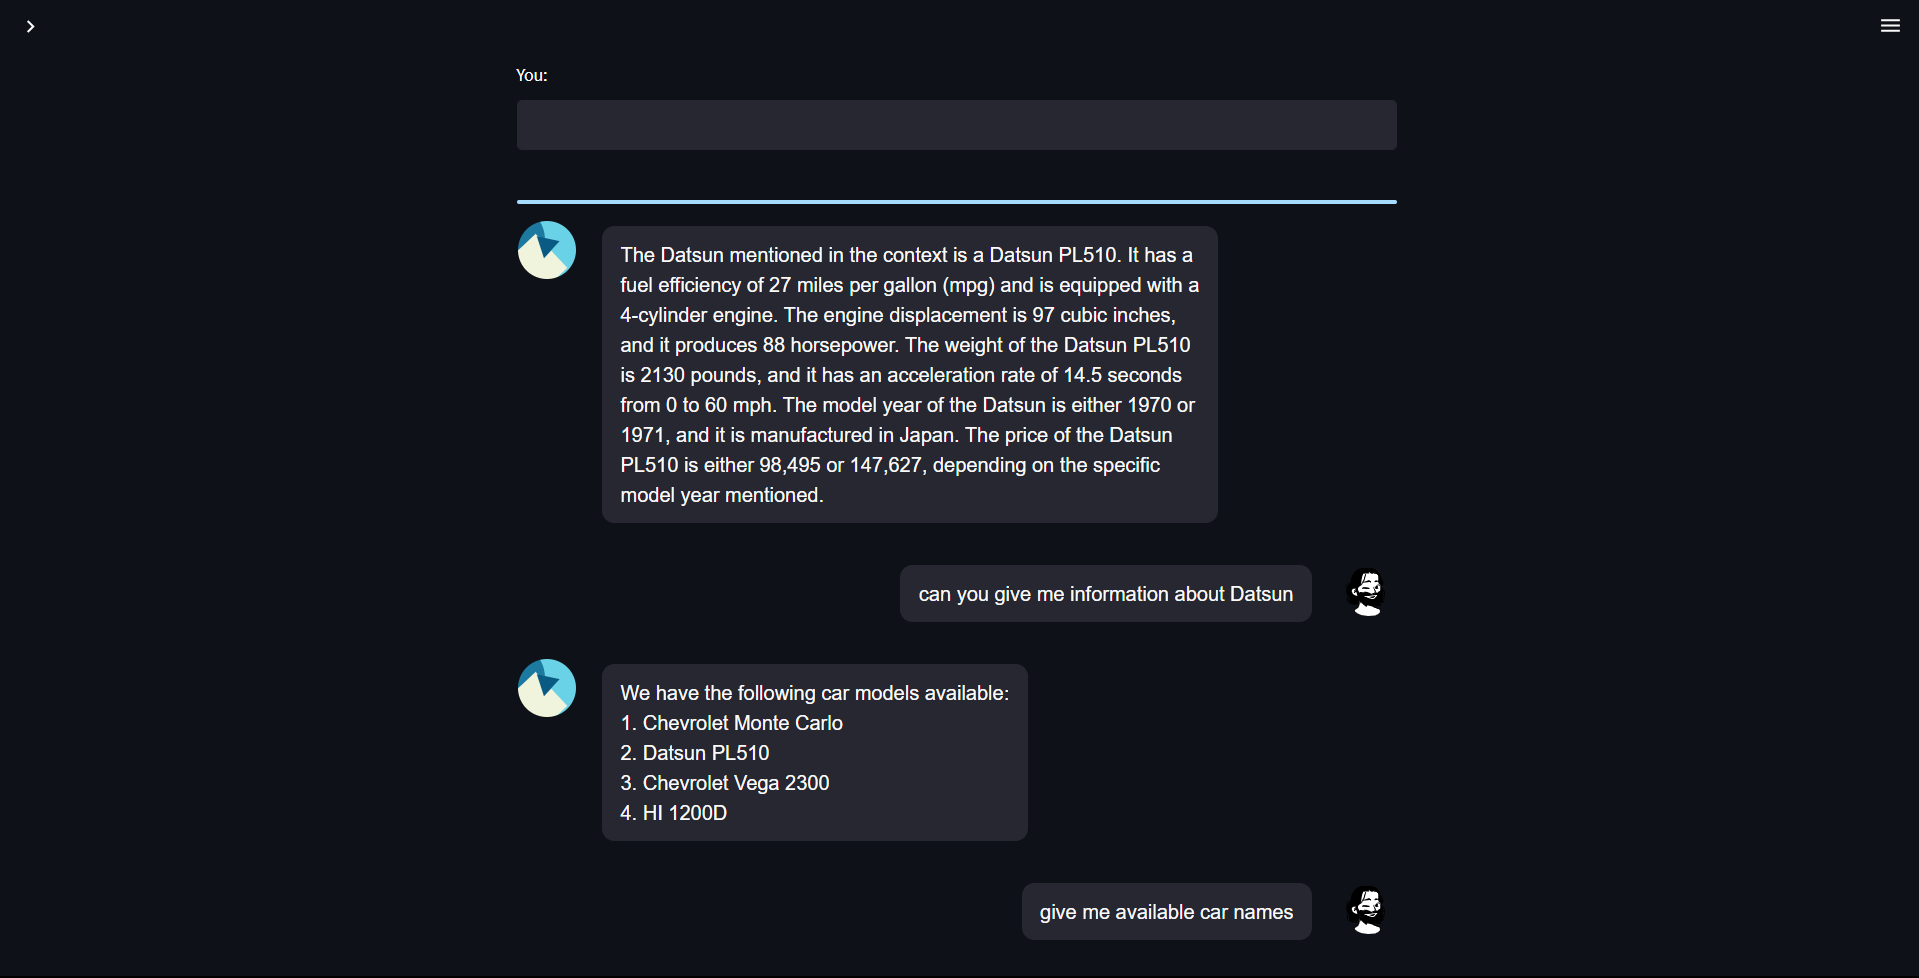 You:
The Datsun mentioned in the context is a Datsun PL510. It has a
fuel efficiency of 27 miles per gallon (mpg) and is equipped with a
4-cylinder engine. The engine displacement is 97 cubic inches,
and it produces 88 horsepower. The weight of the Datsun PL510
is 2130 pounds, and it has an acceleration rate of 14.5 seconds
from 0 to 60 mph. The model year of the Datsun is either 1970 or
1971, and it is manufactured in Japan. The price of the Datsun
PL510 is either 98,495 or 147,627, depending on the specific
model year mentioned.
can you give me information about Datsun
We have the following car models available:
1. Chevrolet Monte Carlo
2. Datsun PL510
3. Chevrolet Vega 2300
4. HI 1200D
give me available car names